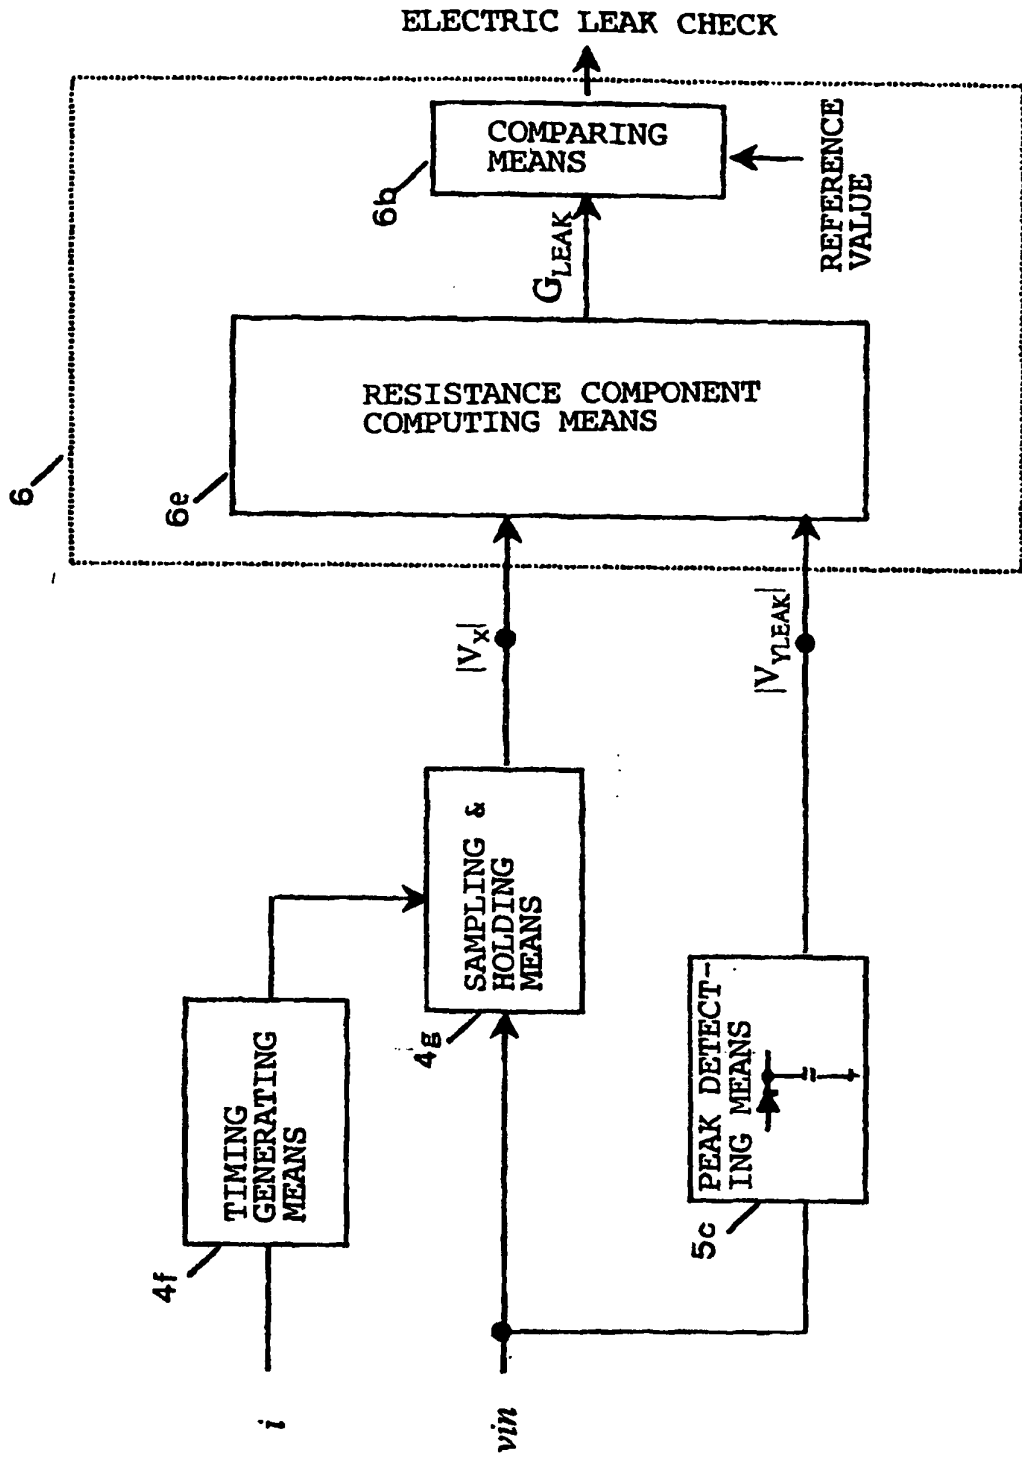 ELECTRIC LEAK CHECK
COMPARING
MEANS
6b
REFERENCE
VALUE
G_LEAK
RESISTANCE COMPONENT
COMPUTING MEANS
6
6e
|V_X|
|V_YLEAK|
SAMPLING &
HOLDING
MEANS
4g
TIMING
GENERATING
MEANS
4f
PEAK DETECT-
ING MEANS
5c
i
vin